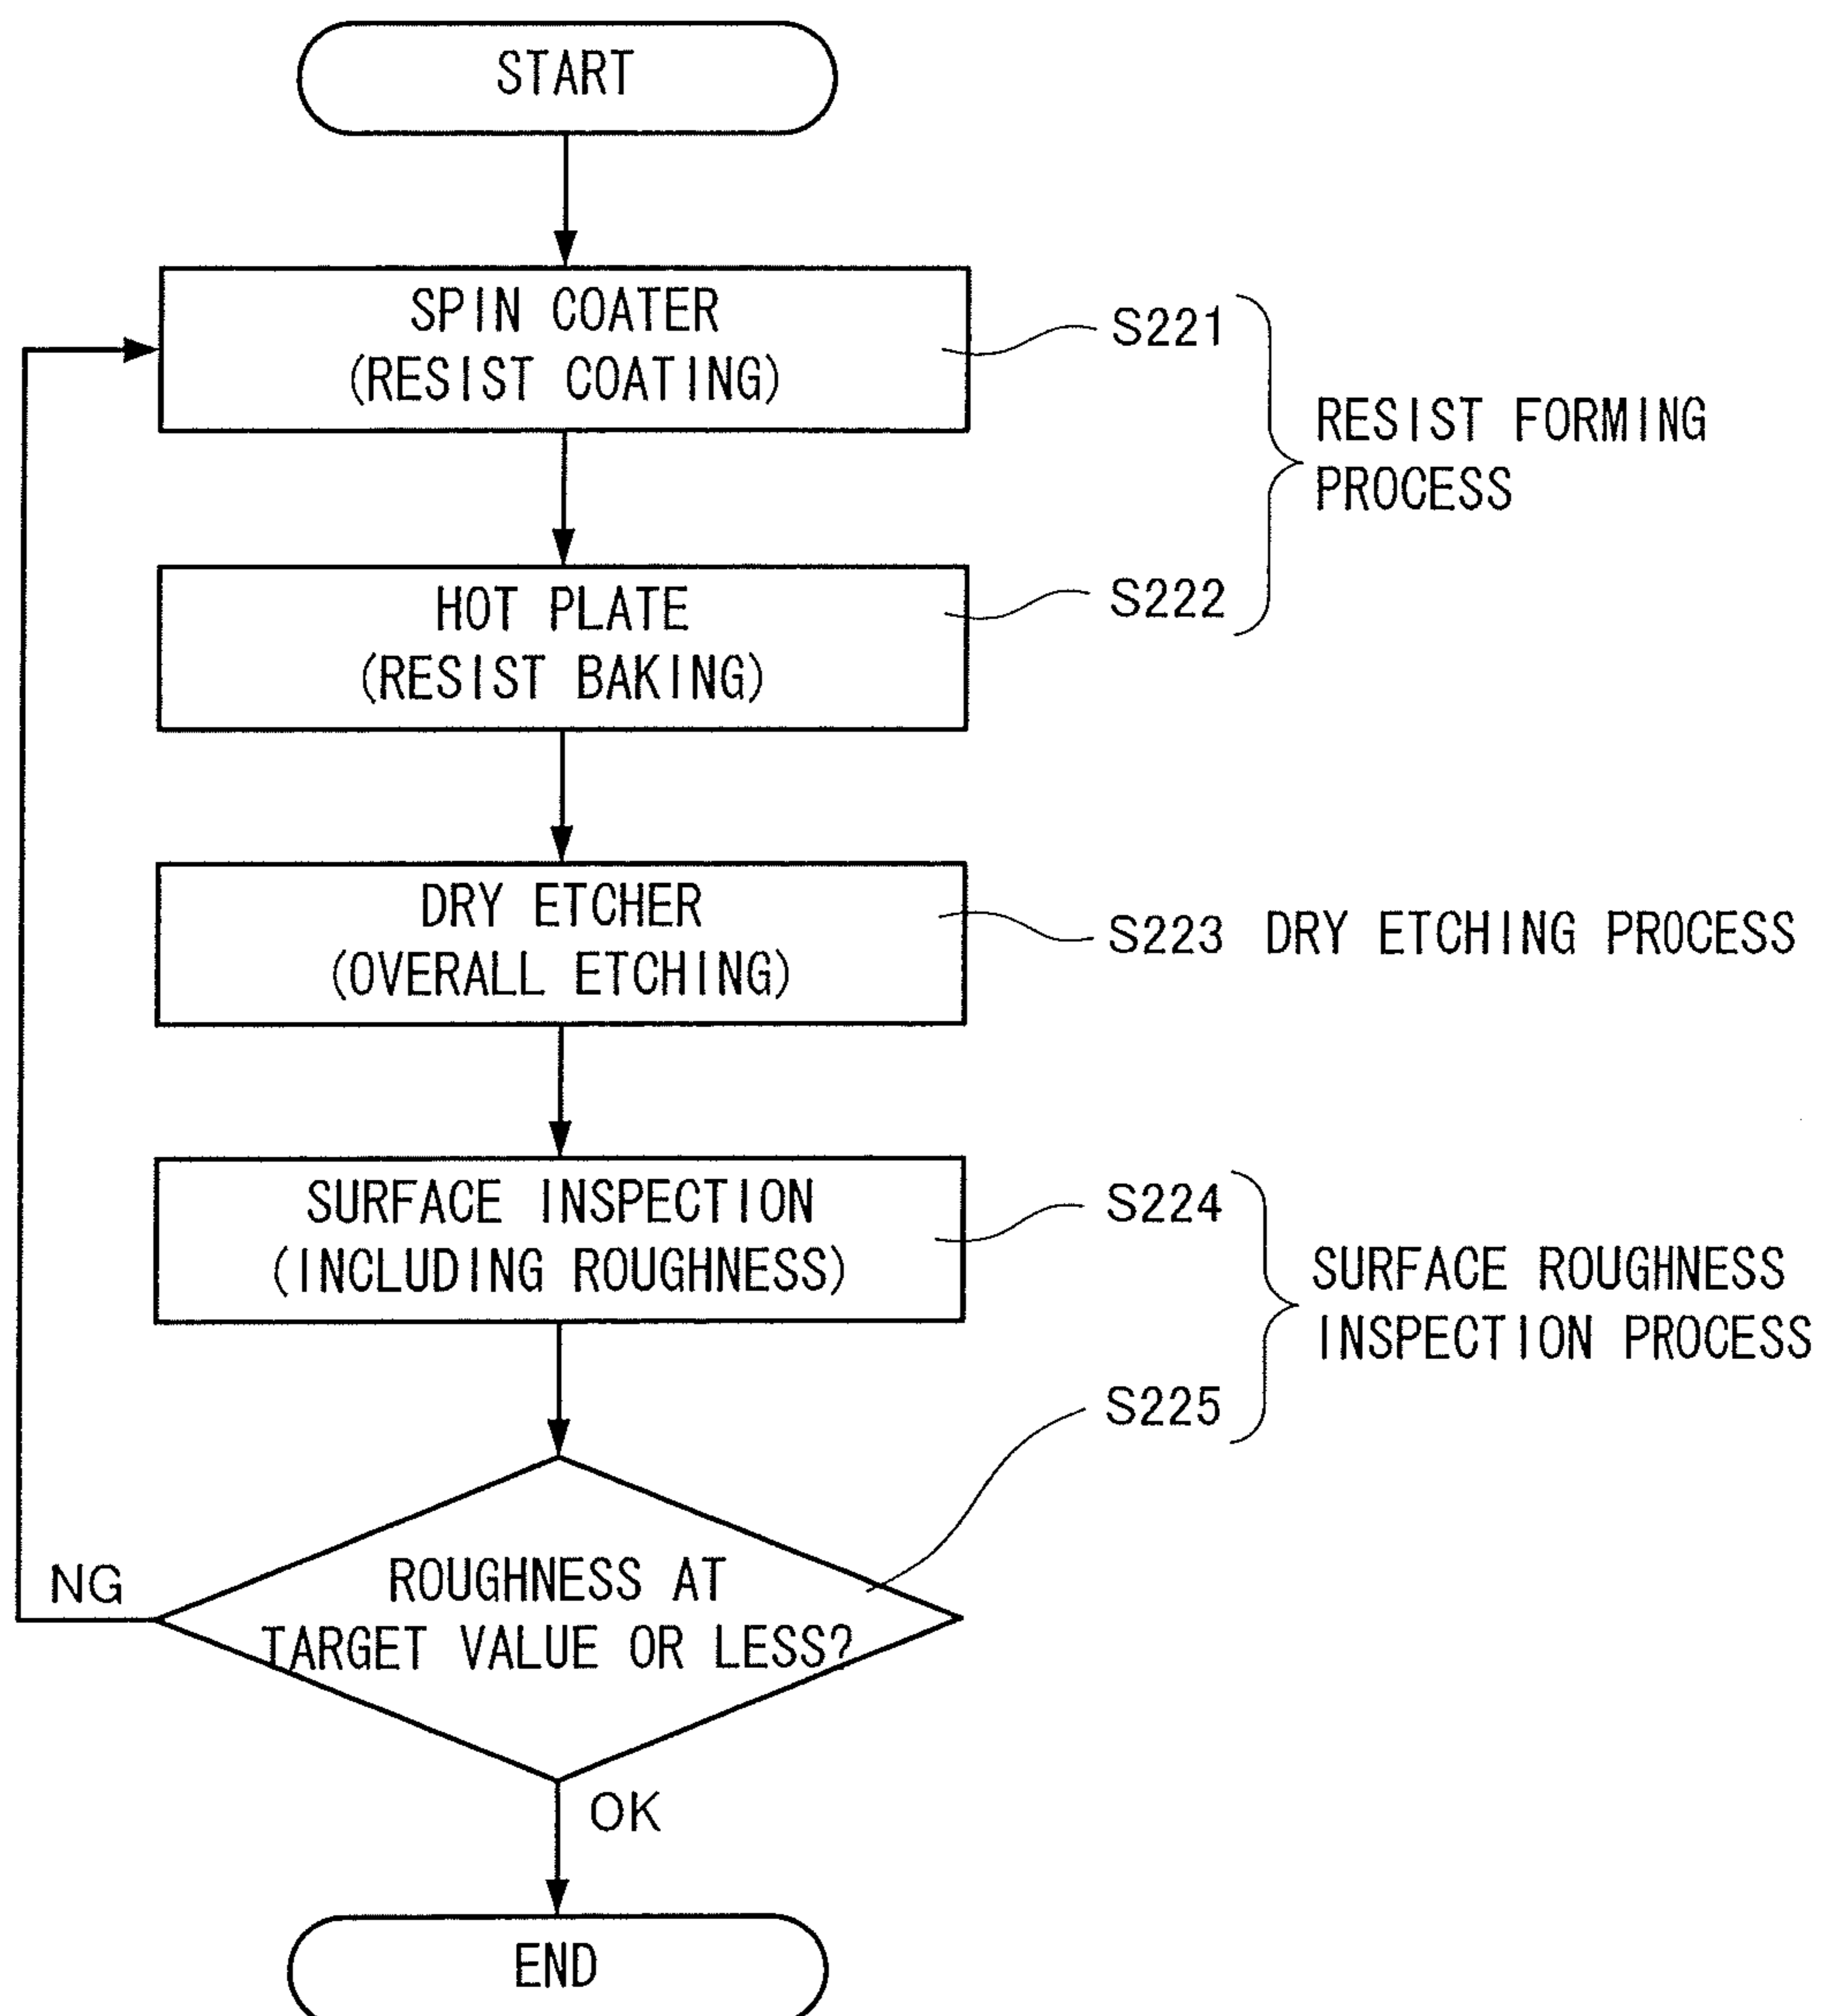 START
SPIN COATER
(RESIST COATING)
S221
RESIST FORMING
PROCESS
HOT PLATE
(RESIST BAKING)
S222
DRY ETCHER
(OVERALL ETCHING)
S223 DRY ETCHING PROCESS
SURFACE INSPECTION
(INCLUDING ROUGHNESS)
S224
SURFACE ROUGHNESS
INSPECTION PROCESS
S225
ROUGHNESS AT
TARGET VALUE OR LESS?
NG
OK
END